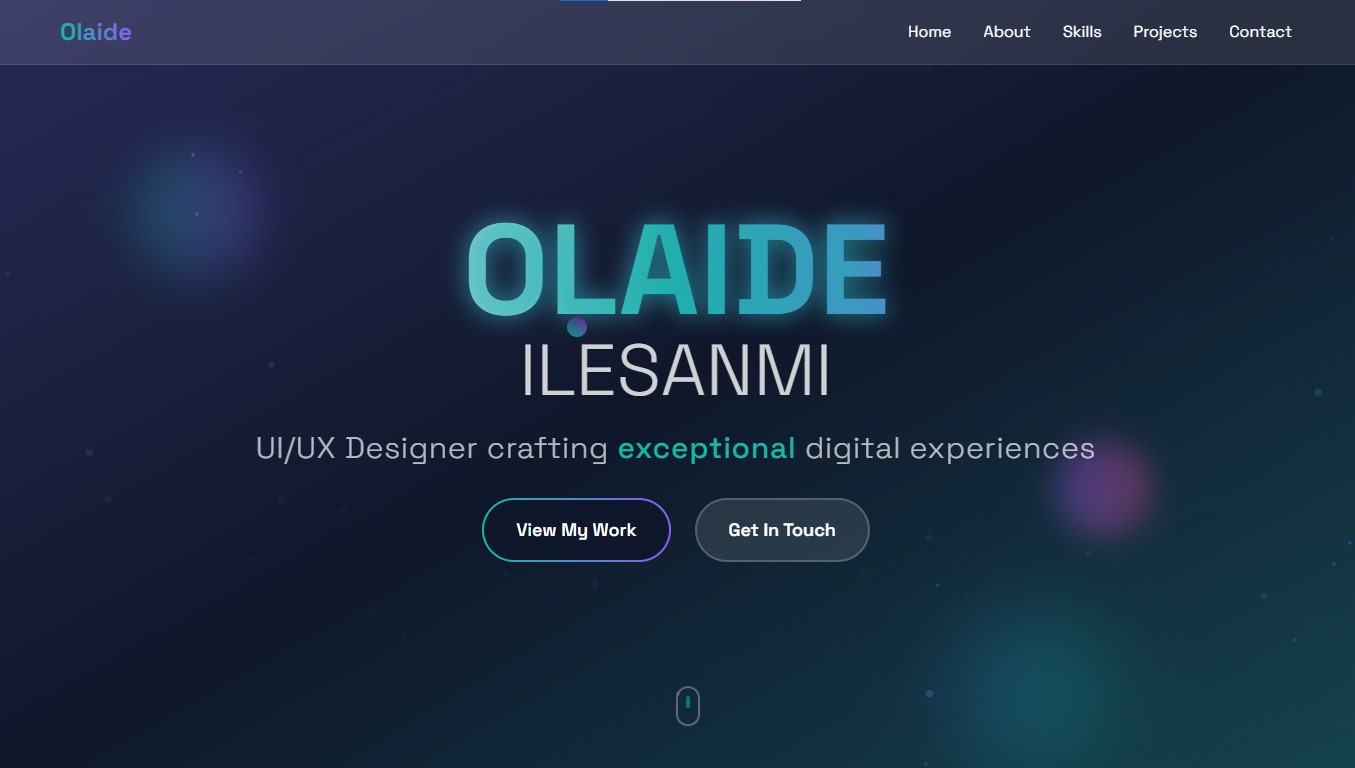 Olaide
Home About Skills Projects Contact
OLAIDE
ILESANMI
UI/UX Designer crafting exceptional digital experiences
View My Work Get In Touch